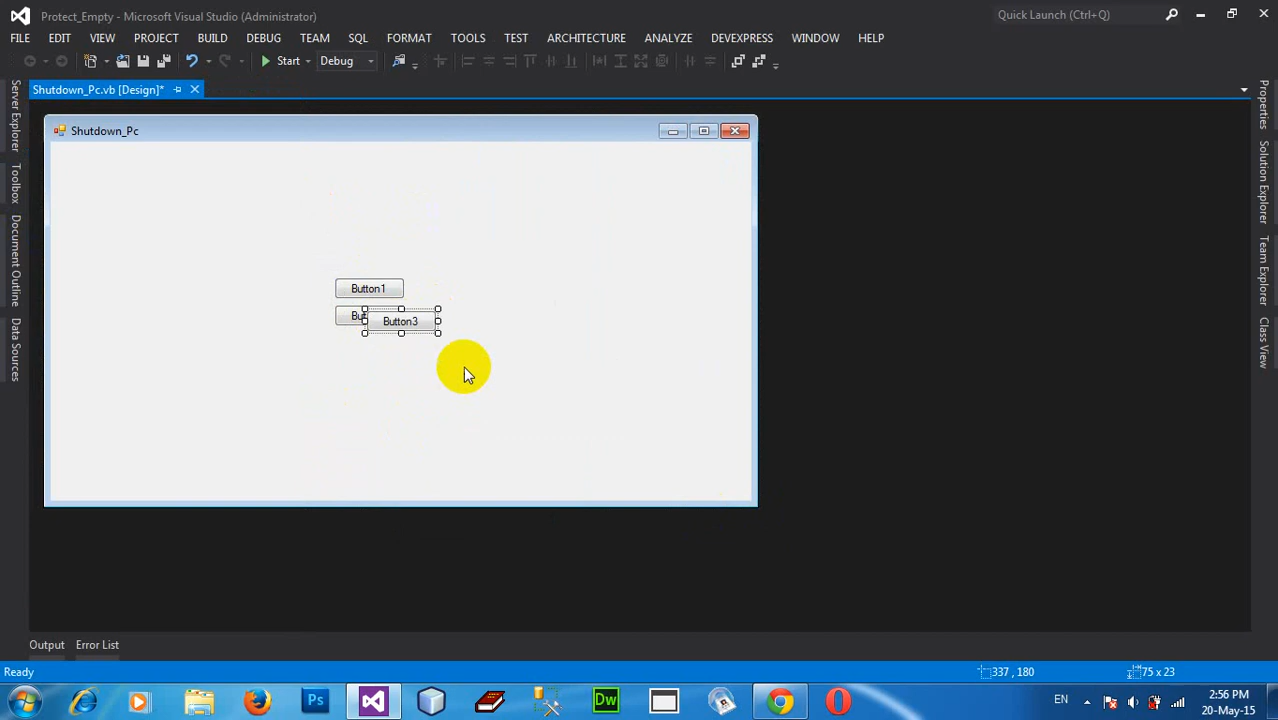 Protect_Empty - Microsoft Visual Studio (Administrator)
Quick Launch (Ctrl+Q)
FILE EDIT VIEW PROJECT BUILD DEBUG TEAM SQL FORMAT TOOLS TEST ARCHITECTURE ANALYZE DEVEXPRESS WINDOW HELP
Start Debug
Shutdown_Pc.vb [Design]*
Server Explorer
Toolbox
Document Outline
Data Sources
Shutdown_Pc
Button1
But
Button3
Properties
Solution Explorer
Team Explorer
Class View
Output Error List
Ready 337 , 180 75 x 23
Ps Dw EN 2:56 PM
20-May-15